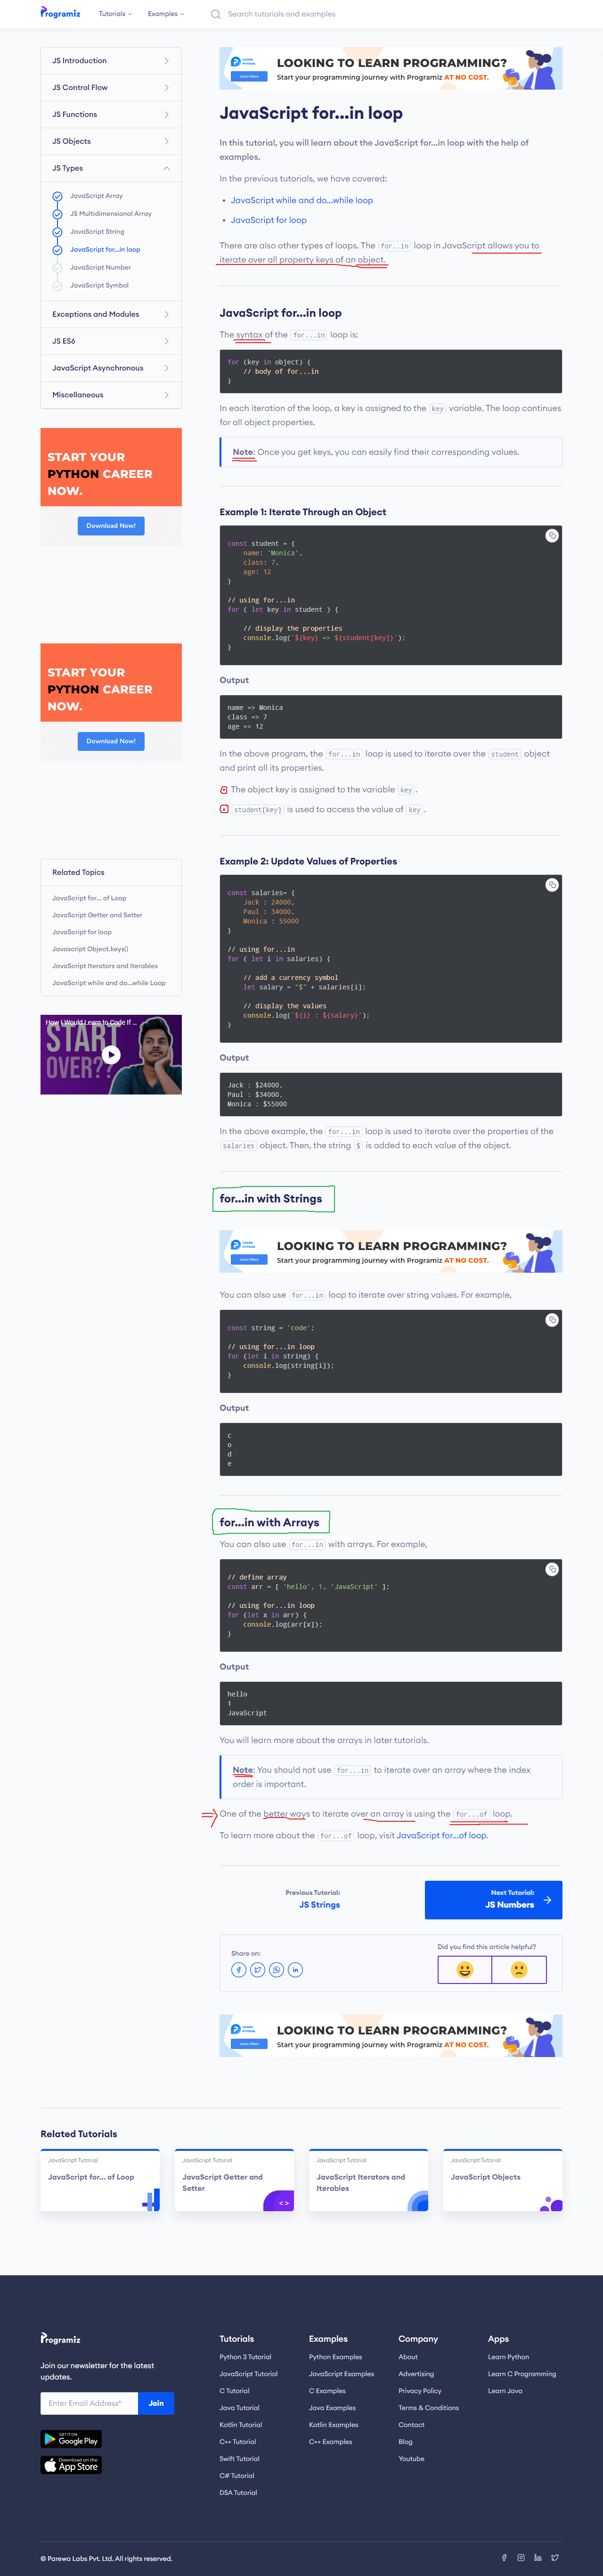 Programiz
Tutorials
Examples
Search tutorials and examples
JS Introduction
JS Control Flow
JS Functions
JS Objects
JS Types
JavaScript Array
JS Multidimensional Array
JavaScript String
JavaScript for...in loop
JavaScript Number
JavaScript Symbol
Exceptions and Modules
JS ES6
JavaScript Asynchronous
Miscellaneous
START YOUR
PYTHON CAREER
NOW.
Download Now!
START YOUR
PYTHON CAREER
NOW.
Download Now!
Related Topics
JavaScript for... of Loop
JavaScript Getter and Setter
JavaScript for loop
Javascript Object.keys()
JavaScript Iterators and Iterables
JavaScript while and do...while Loop
How I Would Learn to Code If ...
START
OVER??
LEARN
PYTHON
Learn More
LOOKING TO LEARN PROGRAMMING?
Start your programming journey with Programiz AT NO COST.
JavaScript for...in loop
In this tutorial, you will learn about the JavaScript for...in loop with the help of
examples.
In the previous tutorials, we have covered:
• JavaScript while and do...while loop
• JavaScript for loop
There are also other types of loops. The for..in loop in JavaScript allows you to
iterate over all property keys of an object.
JavaScript for...in loop
The syntax of the for...in loop is:
for (key in object) {
    // body of for...in
}
In each iteration of the loop, a key is assigned to the key variable. The loop continues
for all object properties.
Note: Once you get keys, you can easily find their corresponding values.
Example 1: Iterate Through an Object
const student = {
    name: 'Monica',
    class: 7,
    age: 12
}
// using for...in
for ( let key in student ) {
    // display the properties
    console.log(`${key} => ${student[key]}`);
}
Output
name => Monica
class => 7
age => 12
In the above program, the for...in loop is used to iterate over the student object
and print all its properties.
The object key is assigned to the variable key.
student[key] is used to access the value of key.
Example 2: Update Values of Properties
const salaries= {
    Jack : 24000,
    Paul : 34000,
    Monica : 55000
}
// using for...in
for ( let i in salaries) {
    // add a currency symbol
    let salary = "$" + salaries[i];
    // display the values
    console.log(`${i} : ${salary}`);
}
Output
Jack : $24000,
Paul : $34000,
Monica : $55000
In the above example, the for...in loop is used to iterate over the properties of the
salaries object. Then, the string $ is added to each value of the object.
for...in with Strings
LEARN
PYTHON
Learn More
LOOKING TO LEARN PROGRAMMING?
Start your programming journey with Programiz AT NO COST.
You can also use for...in loop to iterate over string values. For example,
const string = 'code';
// using for...in loop
for (let i in string) {
    console.log(string[i]);
}
Output
c
o
d
e
for...in with Arrays
You can also use for...in with arrays. For example,
// define array
const arr = [ 'hello', 1, 'JavaScript' ];
// using for...in loop
for (let x in arr) {
    console.log(arr[x]);
}
Output
hello
1
JavaScript
You will learn more about the arrays in later tutorials.
Note: You should not use for...in to iterate over an array where the index
order is important.
One of the better ways to iterate over an array is using the for...of loop.
To learn more about the for...of loop, visit JavaScript for...of loop.
Previous Tutorial:
JS Strings
Next Tutorial:
JS Numbers
Share on:
Did you find this article helpful?
LEARN
PYTHON
Learn More
LOOKING TO LEARN PROGRAMMING?
Start your programming journey with Programiz AT NO COST.
Related Tutorials
JavaScript Tutorial
JavaScript for... of Loop
JavaScript Tutorial
JavaScript Getter and
Setter
JavaScript Tutorial
JavaScript Iterators and
Iterables
JavaScript Tutorial
JavaScript Objects
Programiz
Join our newsletter for the latest
updates.
Enter Email Address*
Join
GET IT ON
Google Play
Download on the
App Store
Tutorials
Python 3 Tutorial
JavaScript Tutorial
C Tutorial
Java Tutorial
Kotlin Tutorial
C++ Tutorial
Swift Tutorial
C# Tutorial
DSA Tutorial
Examples
Python Examples
JavaScript Examples
C Examples
Java Examples
Kotlin Examples
C++ Examples
Company
About
Advertising
Privacy Policy
Terms & Conditions
Contact
Blog
Youtube
Apps
Learn Python
Learn C Programming
Learn Java
© Parewa Labs Pvt. Ltd. All rights reserved.